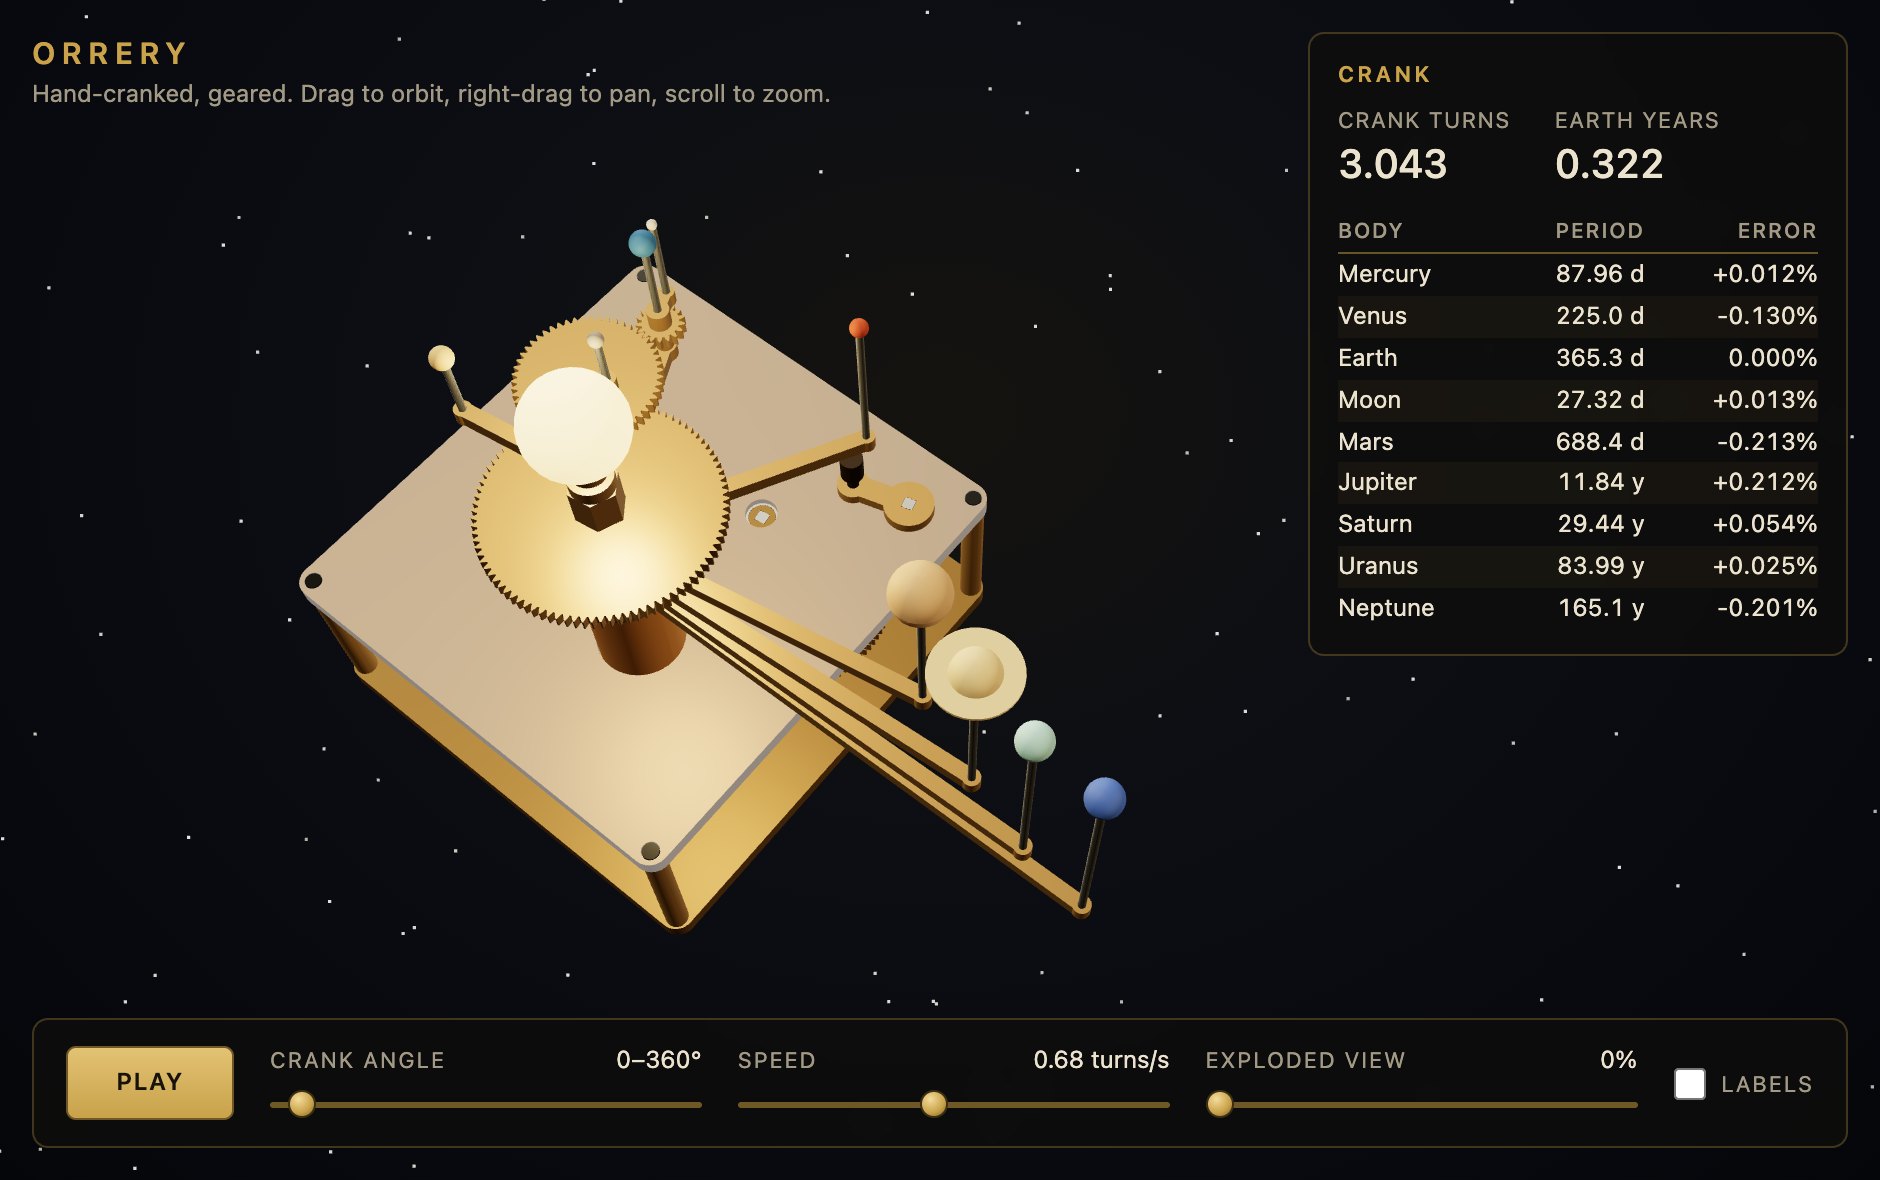 ORRERY
Hand-cranked, geared. Drag to orbit, right-drag to pan, scroll to zoom.
CRANK
CRANK TURNS EARTH YEARS
3.043 0.322
BODY PERIOD ERROR
Mercury 87.96 d +0.012%
Venus 225.0 d -0.130%
Earth 365.3 d 0.000%
Moon 27.32 d +0.013%
Mars 688.4 d -0.213%
Jupiter 11.84 y +0.212%
Saturn 29.44 y +0.054%
Uranus 83.99 y +0.025%
Neptune 165.1 y -0.201%
PLAY
CRANK ANGLE 0–360°
SPEED 0.68 turns/s
EXPLODED VIEW 0%
LABELS